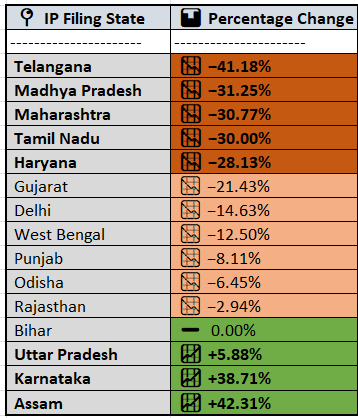 IP Filing State Percentage Change
-------------------- --------------------
Telangana −41.18%
Madhya Pradesh −31.25%
Maharashtra −30.77%
Tamil Nadu −30.00%
Haryana −28.13%
Gujarat −21.43%
Delhi −14.63%
West Bengal −12.50%
Punjab −8.11%
Odisha −6.45%
Rajasthan −2.94%
Bihar 0.00%
Uttar Pradesh +5.88%
Karnataka +38.71%
Assam +42.31%